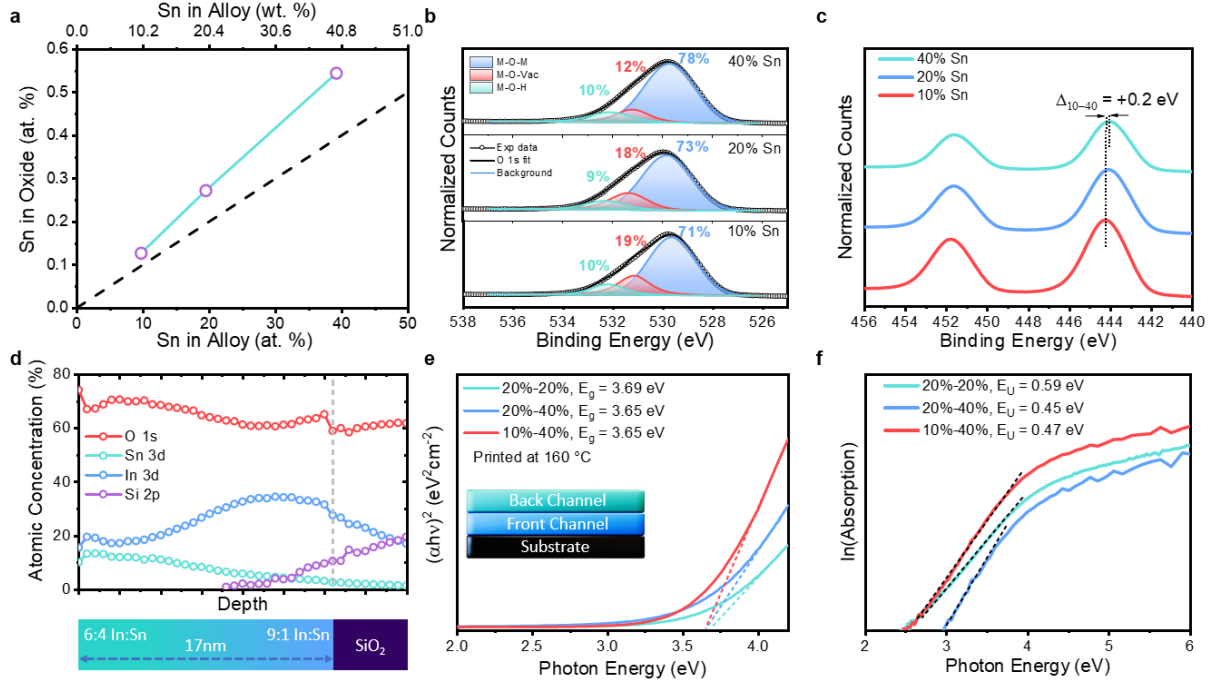 a
Sn in Alloy (wt. %)
0.0 10.2 20.4 30.6 40.8 51.0
Sn in Oxide (at. %)
0.6
0.5
0.4
0.3
0.2
0.1
0.0
0 10 20 30 40 50
Sn in Alloy (at. %)
b
Normalized Counts
M-O-M
M-O-Vac
M-O-H
10%
12%
78%
40% Sn
Exp data
O 1s fit
Background
9%
18%
73%
20% Sn
10%
19%
71%
10% Sn
538 536 534 532 530 528 526
Binding Energy (eV)
c
Normalized Counts
40% Sn
20% Sn
10% Sn
Δ10–40 = +0.2 eV
456 454 452 450 448 446 444 442 440
Binding Energy (eV)
d
Atomic Concentration (%)
80
60
40
20
0
O 1s
Sn 3d
In 3d
Si 2p
Depth
6:4 In:Sn
9:1 In:Sn
17nm
SiO2
e
(αhν)2 (eV2cm-2)
20%-20%, Eg = 3.69 eV
20%-40%, Eg = 3.65 eV
10%-40%, Eg = 3.65 eV
Printed at 160 °C
Back Channel
Front Channel
Substrate
2.0 2.5 3.0 3.5 4.0
Photon Energy (eV)
f
ln(Absorption)
20%-20%, EU = 0.59 eV
20%-40%, EU = 0.45 eV
10%-40%, EU = 0.47 eV
2 3 4 5 6
Photon Energy (eV)